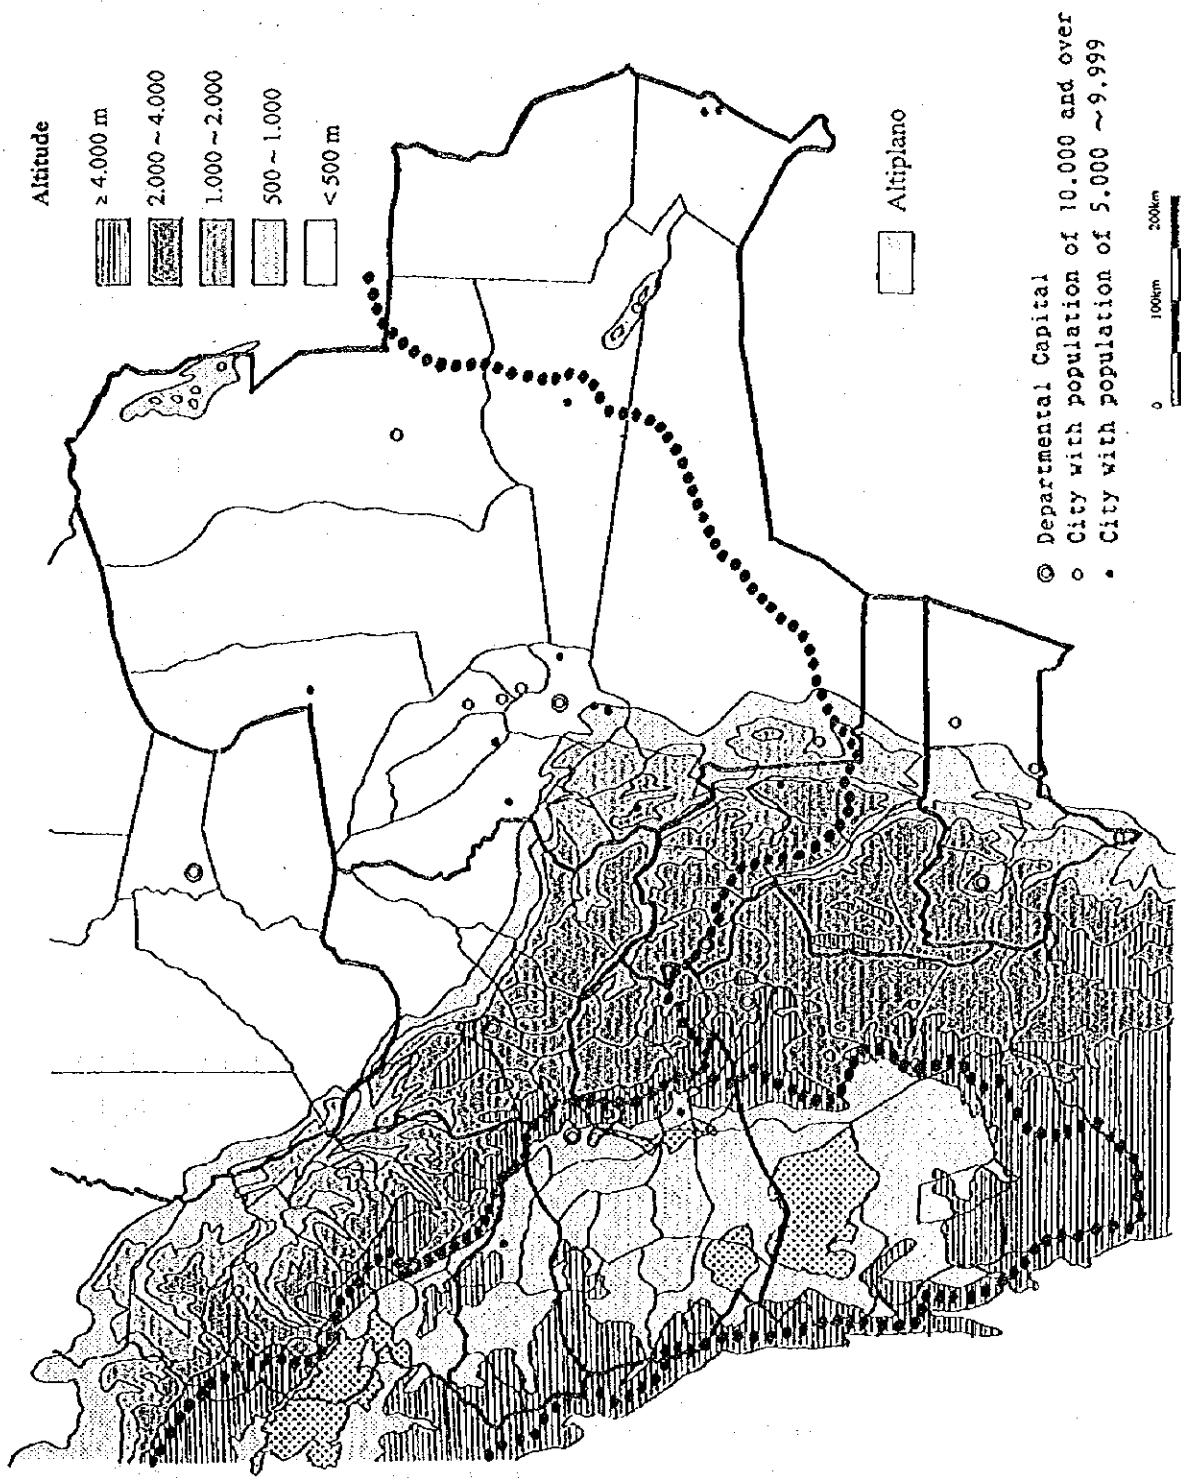 Altitude
≥ 4.000 m
2.000 ~ 4.000
1.000 ~ 2.000
500 ~ 1.000
< 500 m
Altiplano
◎ Departmental Capital
○ City with population of 10.000 and over
• City with population of 5.000 ~ 9.999
0 100km 200km